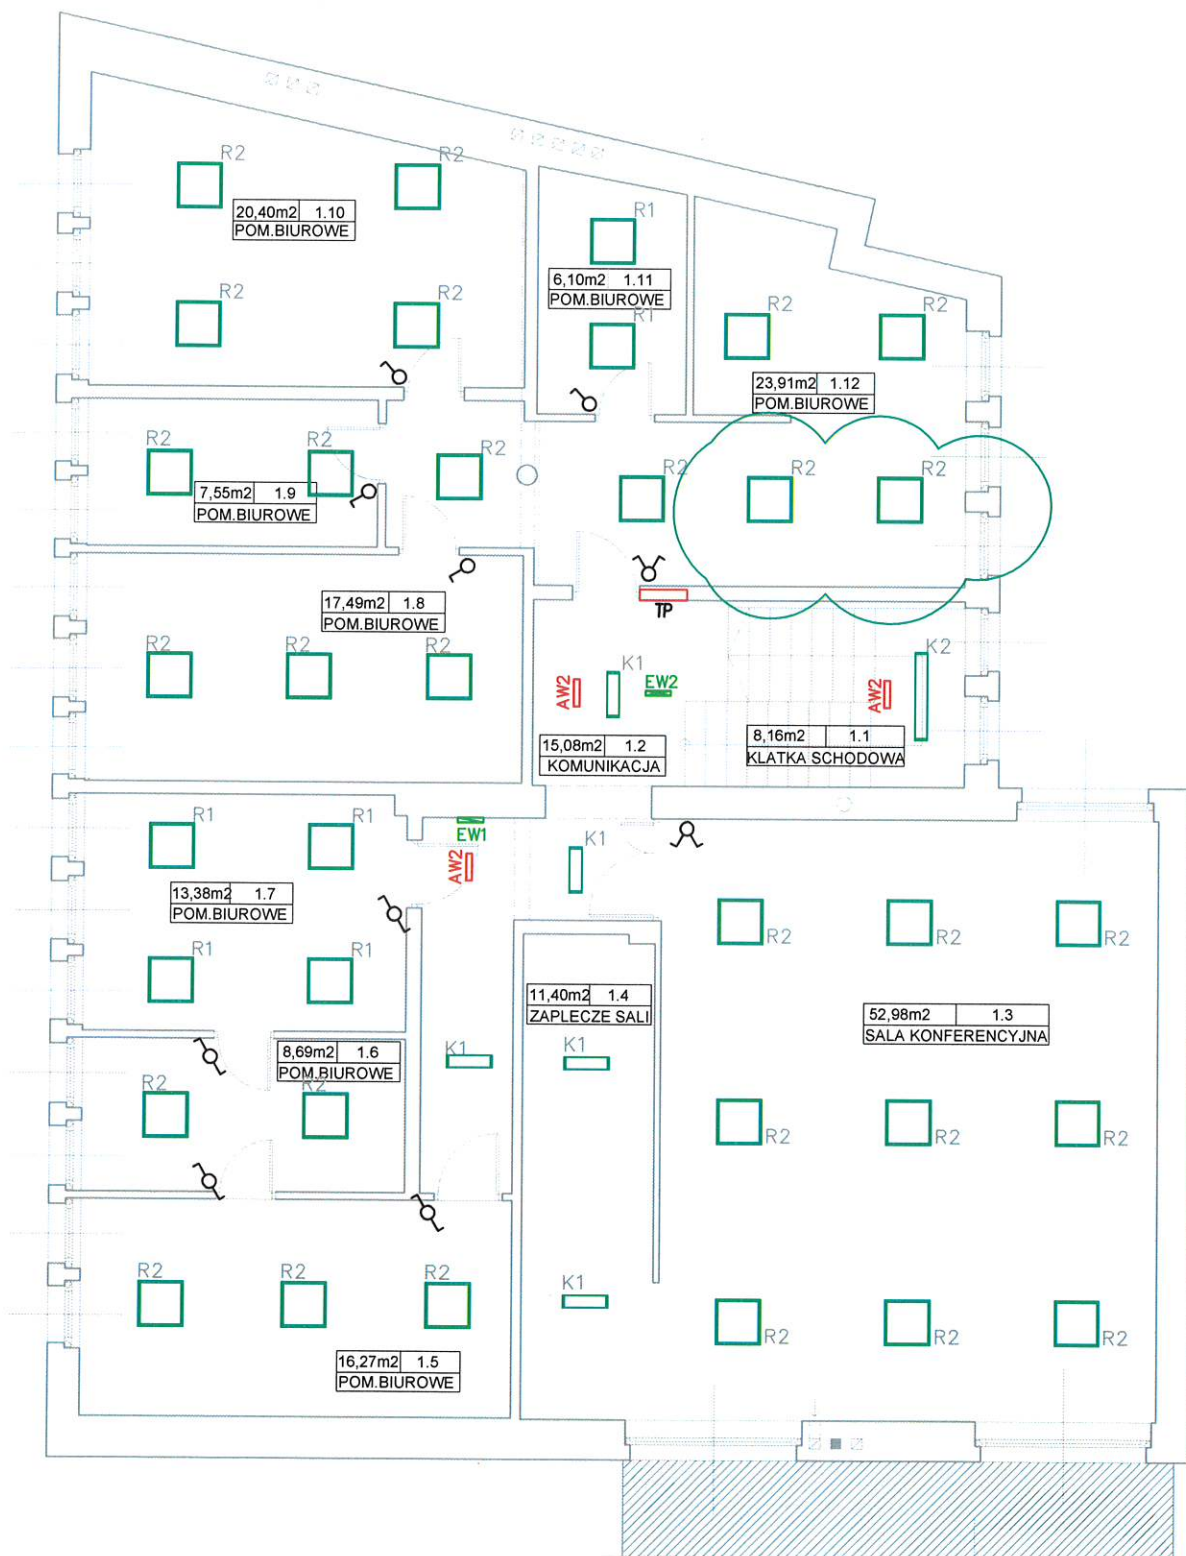 R2
R2
20,40m2 1.10
POM.BIUROWE
R2
R2
R1
6,10m2 1.11
POM.BIUROWE
R1
R2
R2
23,91m2 1.12
POM.BIUROWE
R2
R2
7,55m2 1.9
POM.BIUROWE
R2
R2
R2
R2
17,49m2 1.8
POM.BIUROWE
R2
R2
R2
TP
K1
EW2
AW2
AW2
K2
15,08m2 1.2
KOMUNIKACJA
8,16m2 1.1
KLATKA SCHODOWA
R1
R1
EW1
AW2
K1
13,38m2 1.7
POM.BIUROWE
R1
R1
R2
R2
R2
11,40m2 1.4
ZAPLECZE SALI
52,98m2 1.3
SALA KONFERENCYJNA
8,69m2 1.6
POM.BIUROWE
K1
K1
R2
R2
R2
R2
R2
R2
R2
R2
K1
R2
R2
R2
16,27m2 1.5
POM.BIUROWE